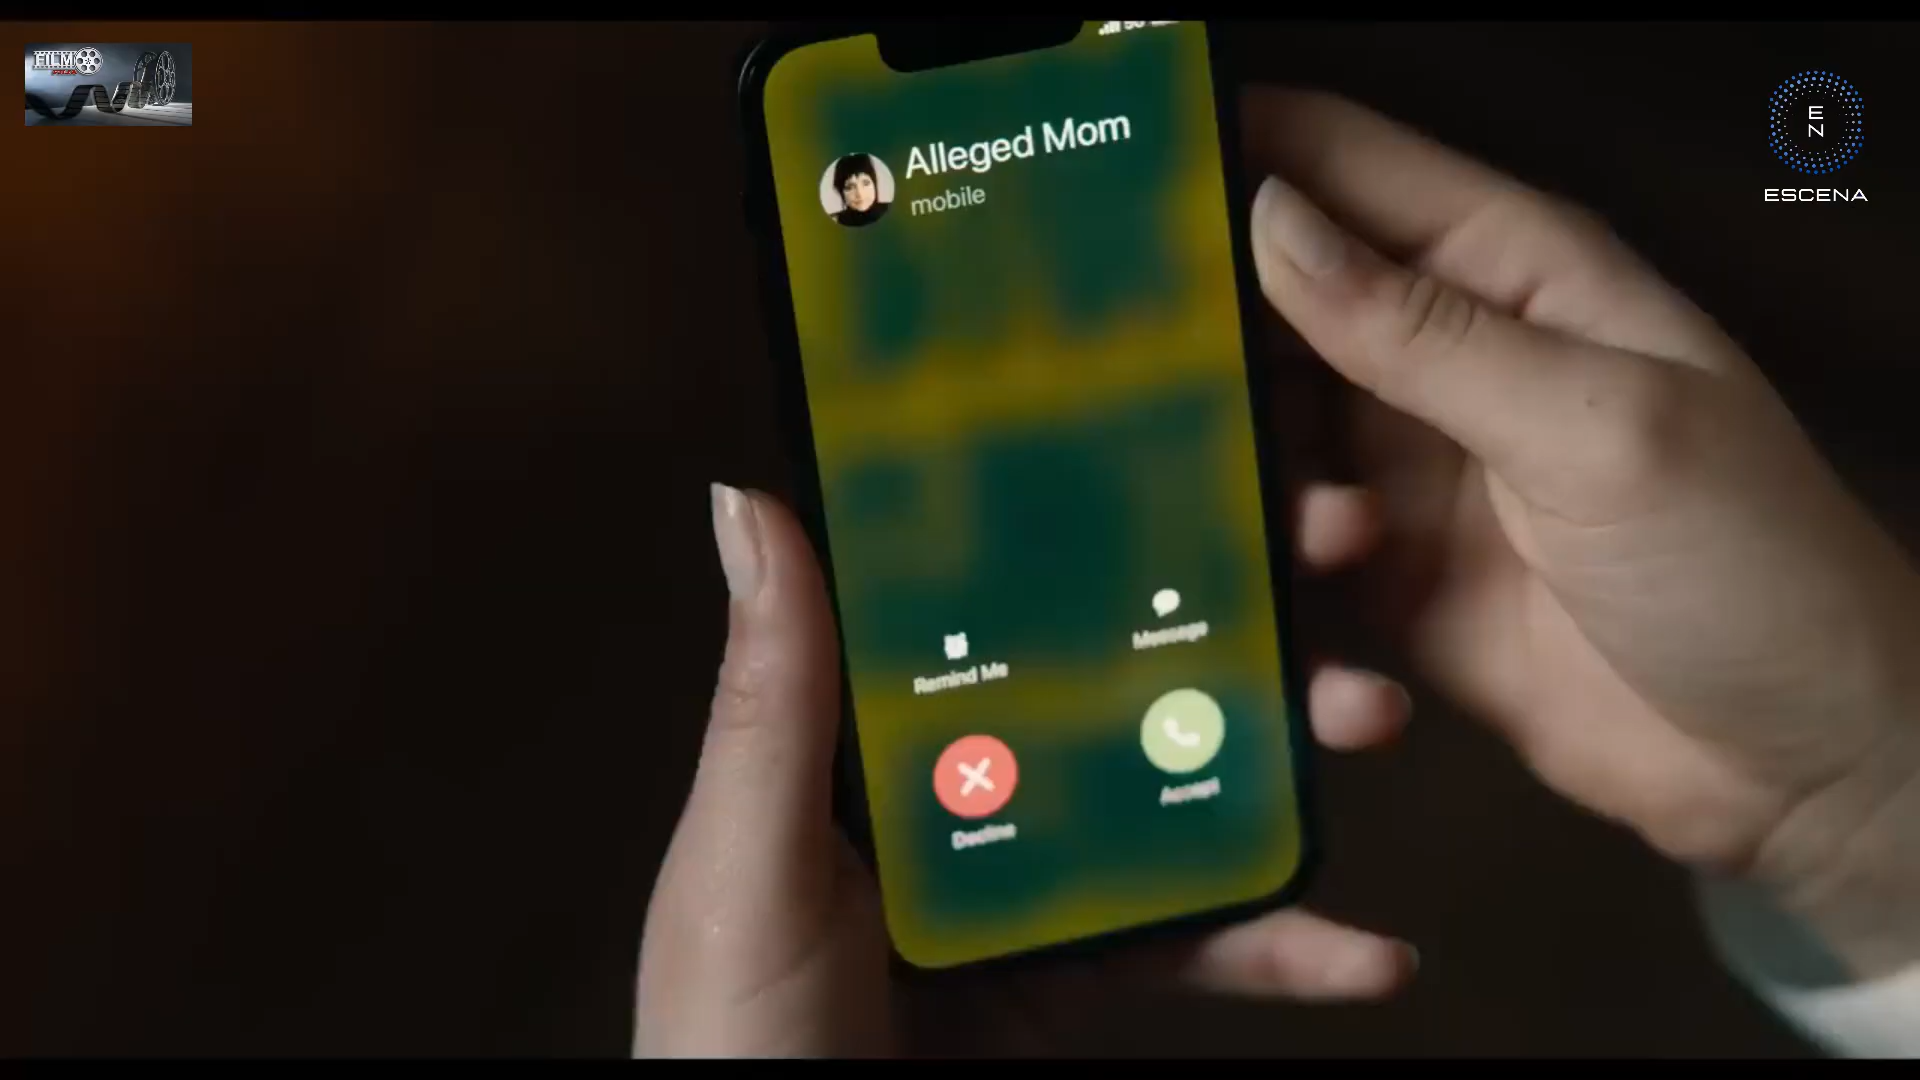 FILM
E
N
ESCENA
Alleged Mom
mobile
Remind Me
Message
Decline
Accept